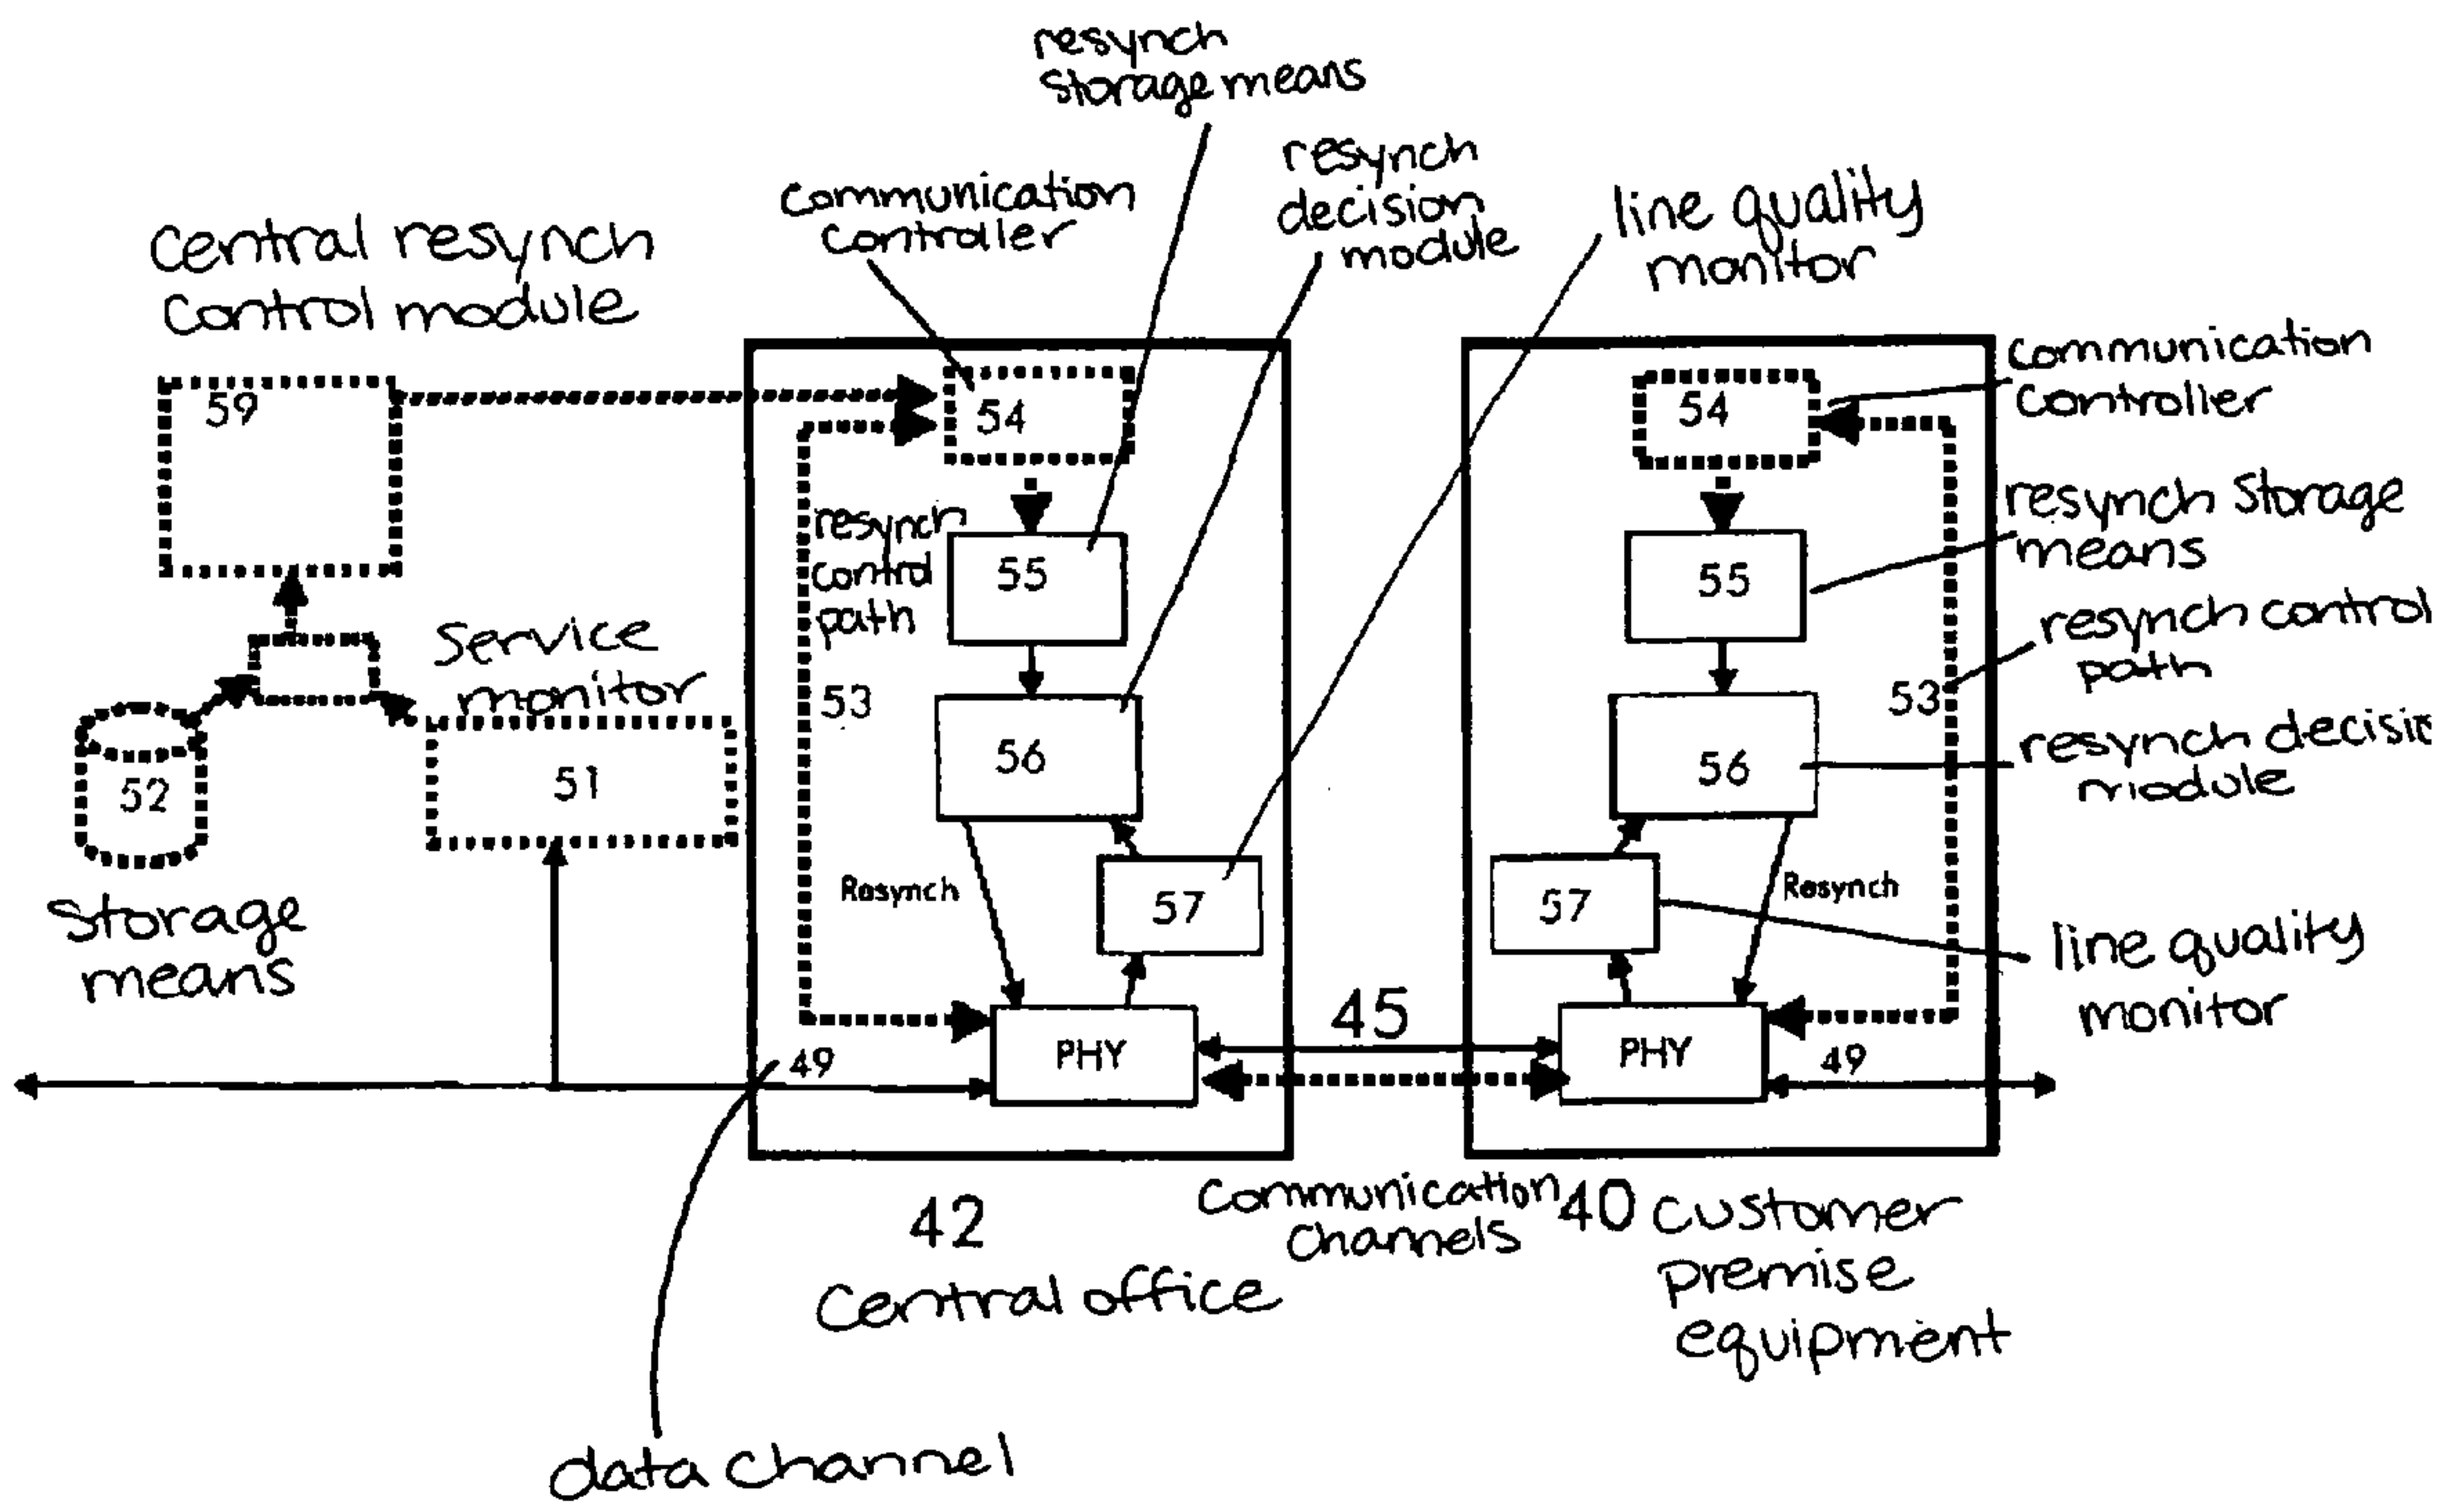 resynch
storage means
communication
controller
resynch
decision
module
line quality
monitor
Central resynch
Control module
59
54
54
communication
controller
resynch
control
path
53
55
55
resynch storage
means
resynch control
path
53
Service
monitor
52
51
56
56
resynch decisi
module
Resynch
57
57
Resynch
Storage
means
line quality
monitor
45
49
PHY
PHY
49
42
Central office
Communication
Channels
40 Customer
premise
equipment
data channel